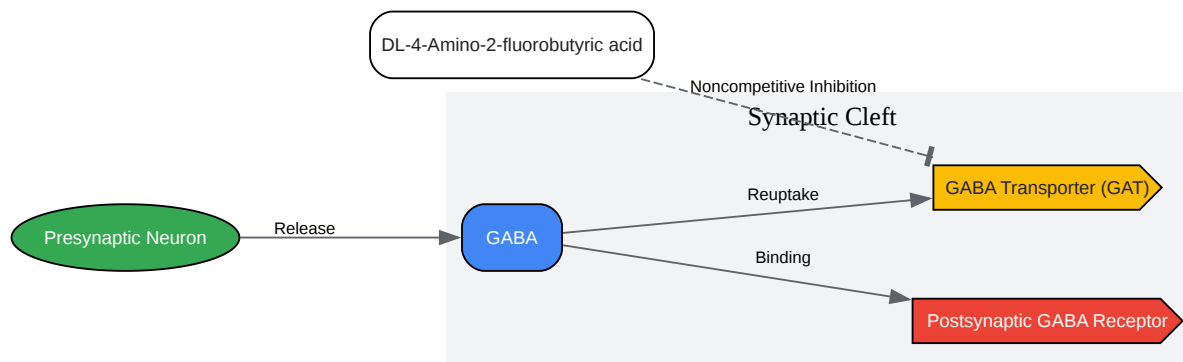 DL-4-Amino-2-fluorobutyric acid
Noncompetitive Inhibition
Synaptic Cleft
GABA Transporter (GAT)
Reuptake
Presynaptic Neuron
Release
GABA
Binding
Postsynaptic GABA Receptor